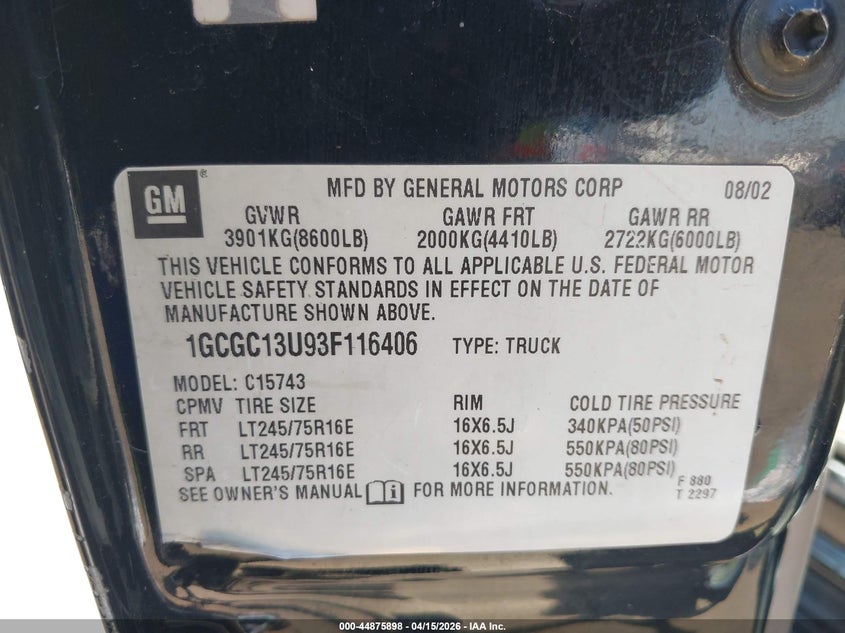 GM ®
MFD BY GENERAL MOTORS CORP 08/02
GVWR GAWR FRT GAWR RR
3901KG(8600LB) 2000KG(4410LB) 2722KG(6000LB)
THIS VEHICLE CONFORMS TO ALL APPLICABLE U.S. FEDERAL MOTOR
VEHICLE SAFETY STANDARDS IN EFFECT ON THE DATE OF
MANUFACTURE SHOWN ABOVE.
1GCGC13U93F116406 TYPE: TRUCK
MODEL: C15743
CPMV TIRE SIZE RIM COLD TIRE PRESSURE
FRT LT245/75R16E 16X6.5J 340KPA(50PSI)
RR LT245/75R16E 16X6.5J 550KPA(80PSI)
SPA LT245/75R16E 16X6.5J 550KPA(80PSI)
SEE OWNER'S MANUAL i FOR MORE INFORMATION.
F 880
T 2297
000-44875898 - 04/15/2026 - IAA Inc.